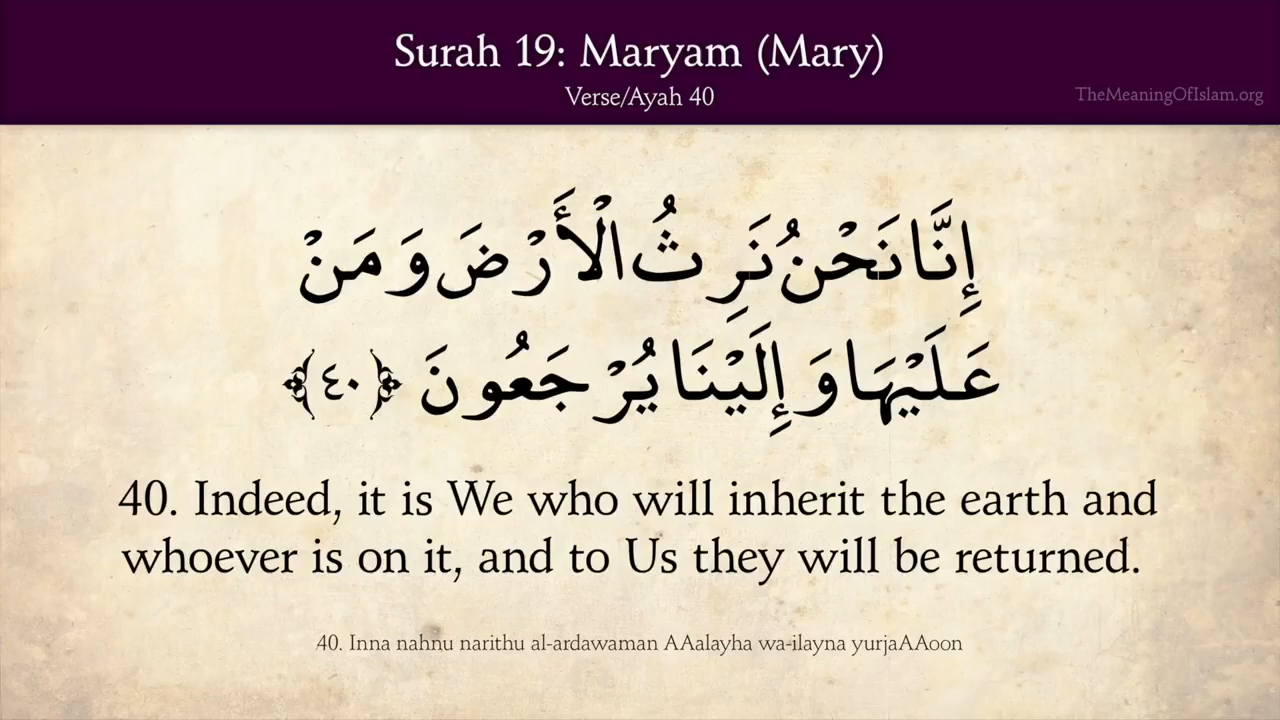 Surah 19: Maryam (Mary)
Verse/Ayah 40
TheMeaningOfIslam.org
إِنَّا نَحْنُ نَرِثُ الْأَرْضَ وَمَنْ
عَلَيْهَا وَإِلَيْنَا يُرْجَعُونَ ﴿٤٠﴾
40. Indeed, it is We who will inherit the earth and
whoever is on it, and to Us they will be returned.
40. Inna nahnu narithu al-ardawaman AAalayha wa-ilayna yurjaAAoon